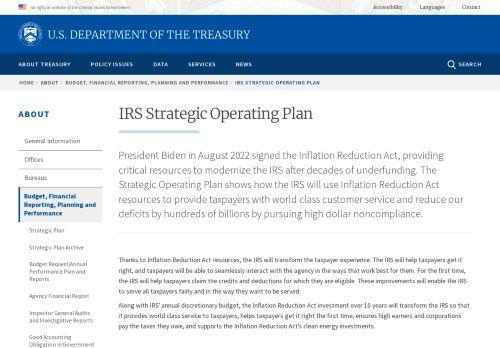 An official website of the United States Government
Accessibility Languages Contact
U.S. DEPARTMENT OF THE TREASURY
ABOUT TREASURY POLICY ISSUES DATA SERVICES NEWS SEARCH
HOME › ABOUT › BUDGET, FINANCIAL REPORTING, PLANNING AND PERFORMANCE › IRS STRATEGIC OPERATING PLAN
ABOUT
General Information
Offices
Bureaus
Budget, Financial
Reporting, Planning and
Performance
Strategic Plan
Strategic Plan Archive
Budget Request/Annual
Performance Plan and
Reports
Agency Financial Report
Inspector General Audits
and Investigative Reports
Good Accounting
Obligation in Government
IRS Strategic Operating Plan
President Biden in August 2022 signed the Inflation Reduction Act, providing
critical resources to modernize the IRS after decades of underfunding. The
Strategic Operating Plan shows how the IRS will use Inflation Reduction Act
resources to provide taxpayers with world class customer service and reduce our
deficits by hundreds of billions by pursuing high dollar noncompliance.
Thanks to Inflation Reduction Act resources, the IRS will transform the taxpayer experience. The IRS will help taxpayers get it
right, and taxpayers will be able to seamlessly interact with the agency in the ways that work best for them. For the first time,
the IRS will help taxpayers claim the credits and deductions for which they are eligible. These improvements will enable the IRS
to serve all taxpayers fairly and in the way they want to be served.
Along with IRS' annual discretionary budget, the Inflation Reduction Act investment over 10 years will transform the IRS so that
it provides world class service to taxpayers, helps taxpayers get it right the first time, ensures high earners and corporations
pay the taxes they owe, and supports the Inflation Reduction Act's clean energy investments.